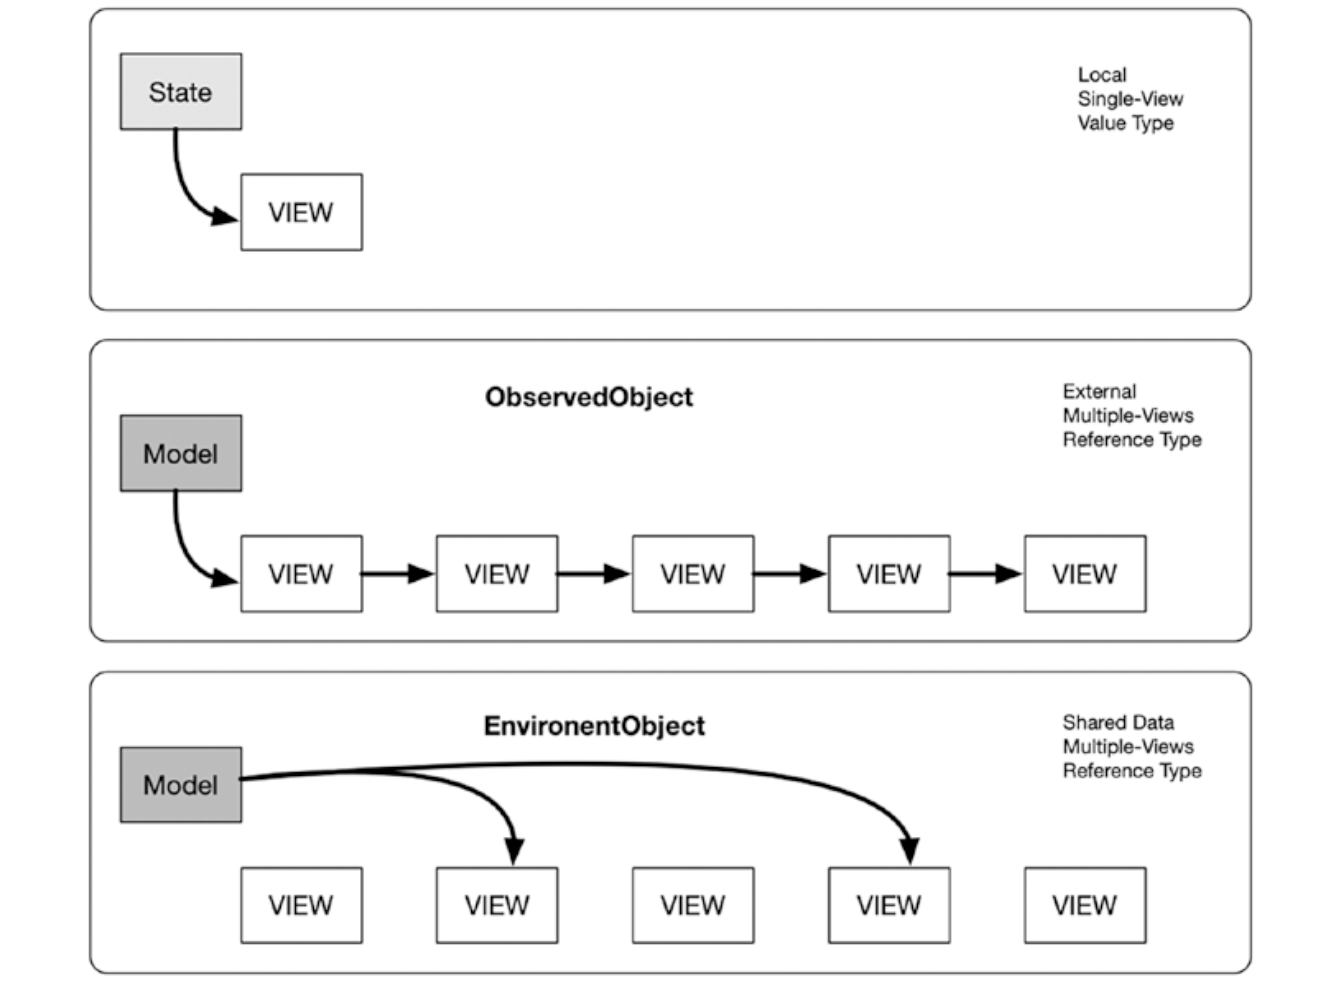 State
Local
Single-View
Value Type
VIEW
ObservedObject
External
Multiple-Views
Reference Type
Model
VIEW VIEW VIEW VIEW VIEW
EnvironentObject
Shared Data
Multiple-Views
Reference Type
Model
VIEW VIEW VIEW VIEW VIEW